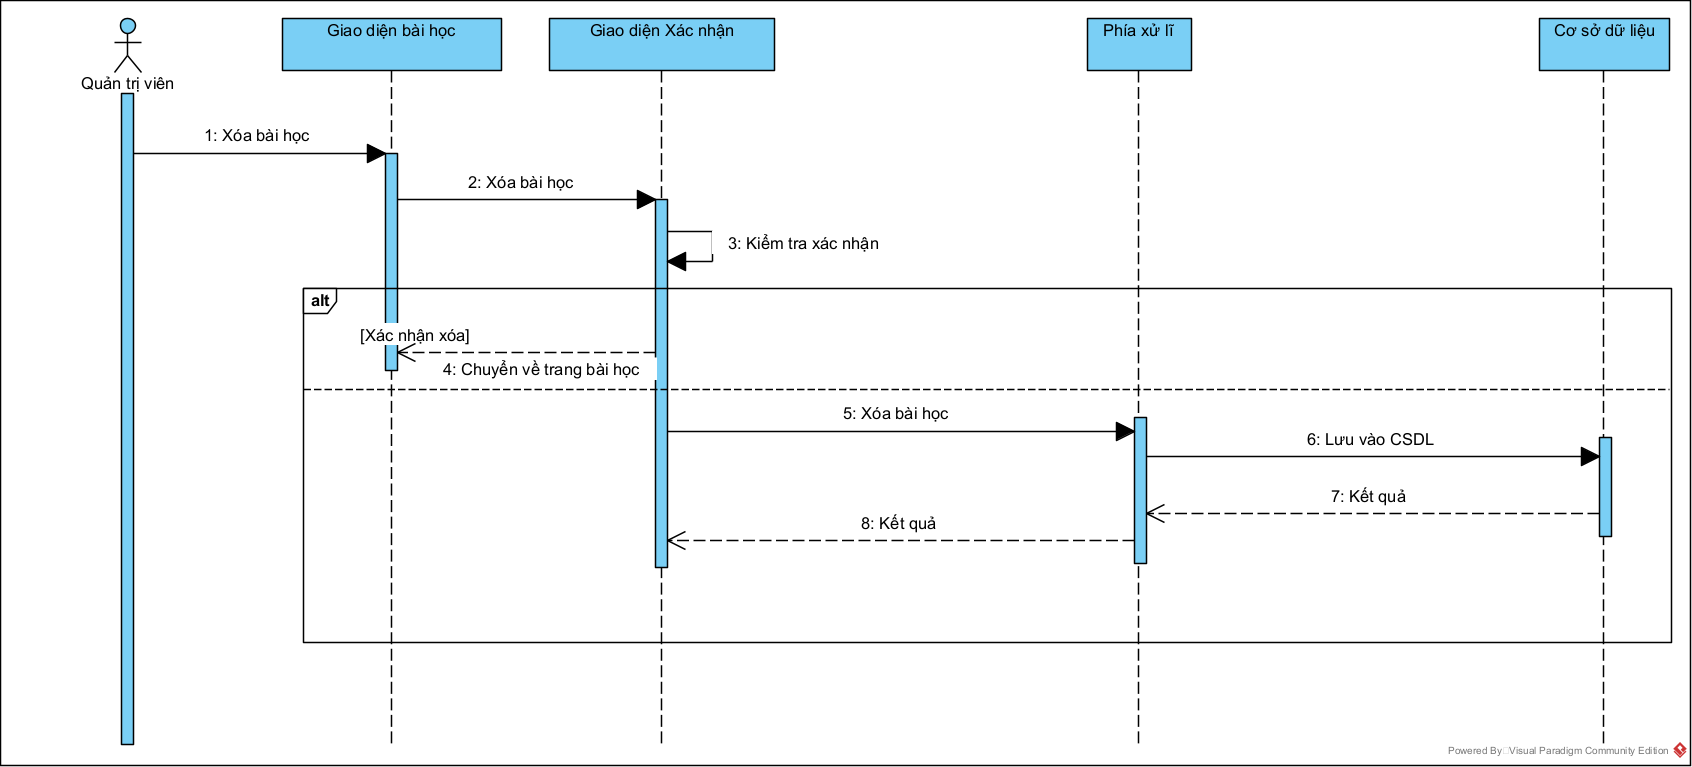 Giao diện bài học
Giao diện Xác nhận
Phía xử lĩ
Cơ sở dữ liệu
Quản trị viên
1: Xóa bài học
2: Xóa bài học
3: Kiểm tra xác nhận
alt
[Xác nhận xóa]
4: Chuyển về trang bài học
5: Xóa bài học
6: Lưu vào CSDL
7: Kết quả
8: Kết quả
Powered By Visual Paradigm Community Edition